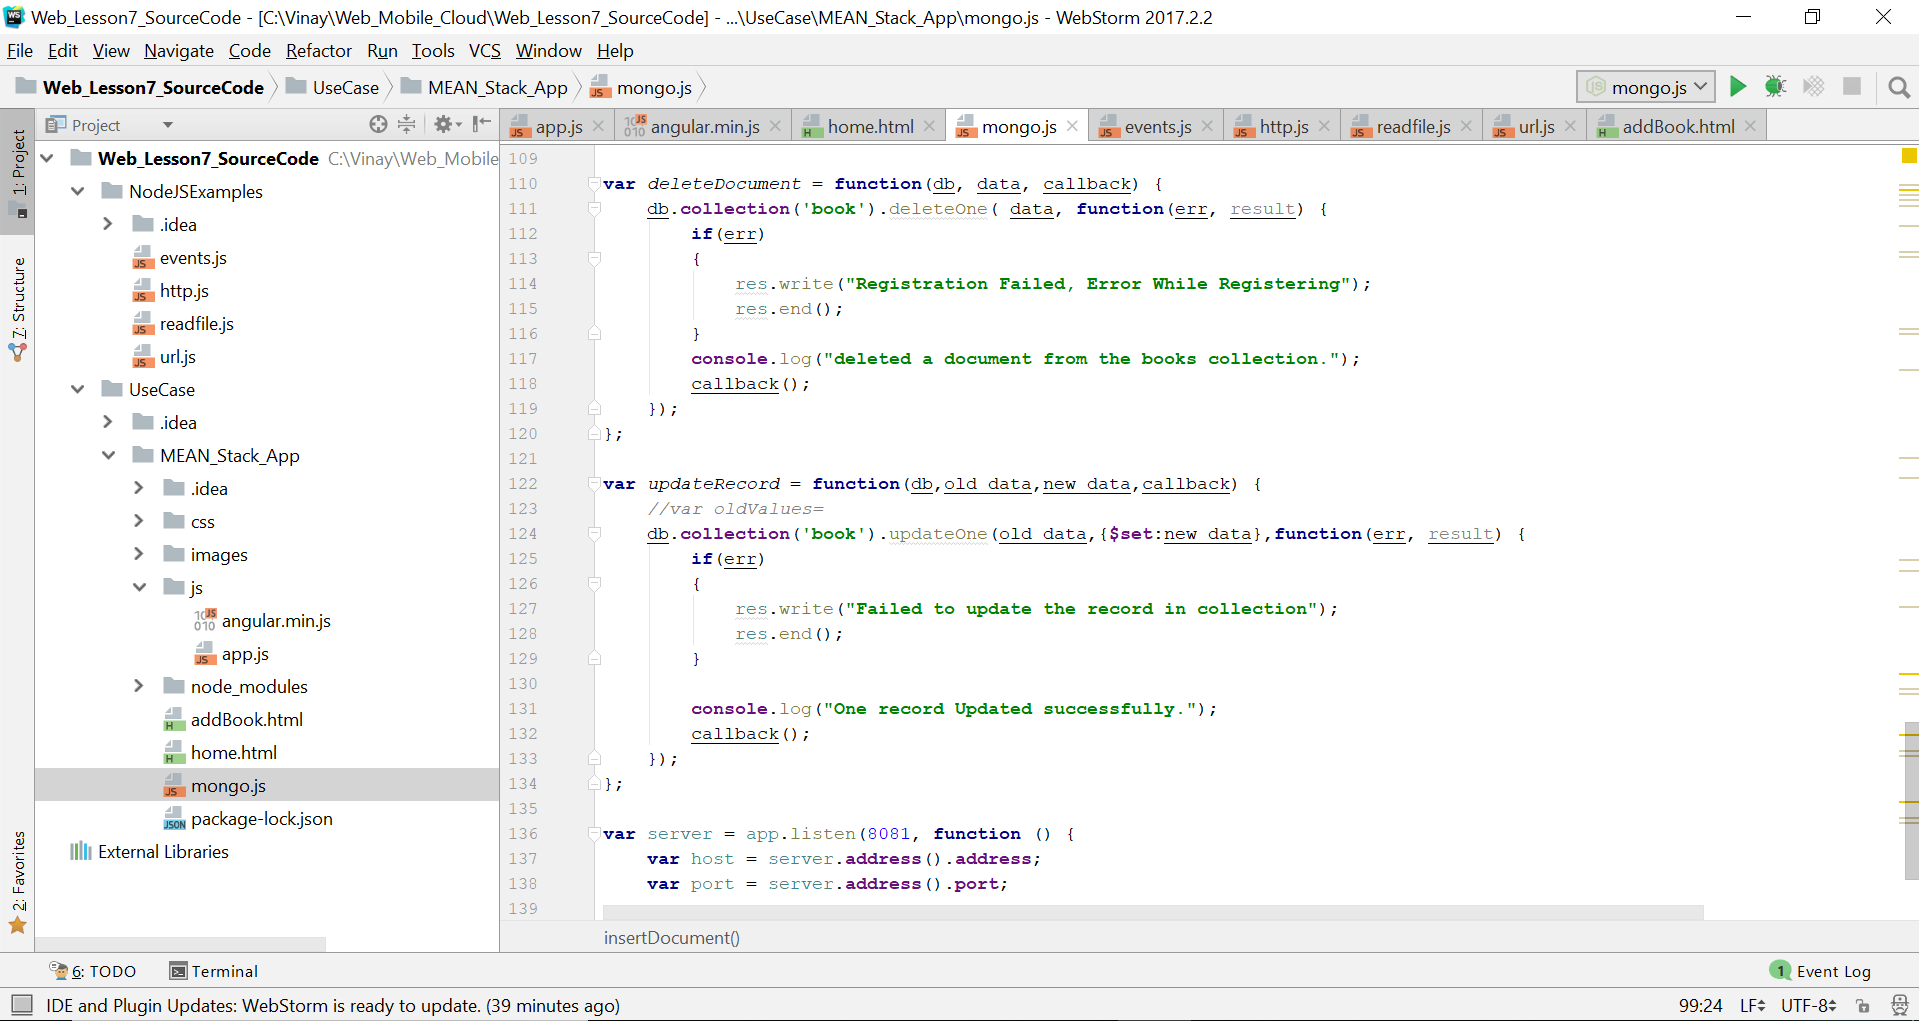 Web_Lesson7_SourceCode - [C:\Vinay\Web_Mobile_Cloud\Web_Lesson7_SourceCode] - ...\UseCase\MEAN_Stack_App\mongo.js - WebStorm 2017.2.2
File Edit View Navigate Code Refactor Run Tools VCS Window Help
Web_Lesson7_SourceCode UseCase MEAN_Stack_App mongo.js mongo.js
Project app.js angular.min.js home.html mongo.js events.js http.js readfile.js url.js addBook.html
1: Project
7: Structure
2: Favorites
Web_Lesson7_SourceCode C:\Vinay\Web_Mobile
NodeJSExamples
.idea
events.js
http.js
readfile.js
url.js
UseCase
.idea
MEAN_Stack_App
.idea
css
images
js
angular.min.js
app.js
node_modules
addBook.html
home.html
mongo.js
package-lock.json
External Libraries
109
110 var deleteDocument = function(db, data, callback) {
111 db.collection('book').deleteOne( data, function(err, result) {
112 if(err)
113 {
114 res.write("Registration Failed, Error While Registering");
115 res.end();
116 }
117 console.log("deleted a document from the books collection.");
118 callback();
119 });
120 };
121
122 var updateRecord = function(db,old_data,new_data,callback) {
123 //var oldValues=
124 db.collection('book').updateOne(old_data,{$set:new_data},function(err, result) {
125 if(err)
126 {
127 res.write("Failed to update the record in collection");
128 res.end();
129 }
130
131 console.log("One record Updated successfully.");
132 callback();
133 });
134 };
135
136 var server = app.listen(8081, function () {
137 var host = server.address().address;
138 var port = server.address().port;
139
insertDocument()
6: TODO Terminal 1 Event Log
IDE and Plugin Updates: WebStorm is ready to update. (39 minutes ago) 99:24 LF UTF-8